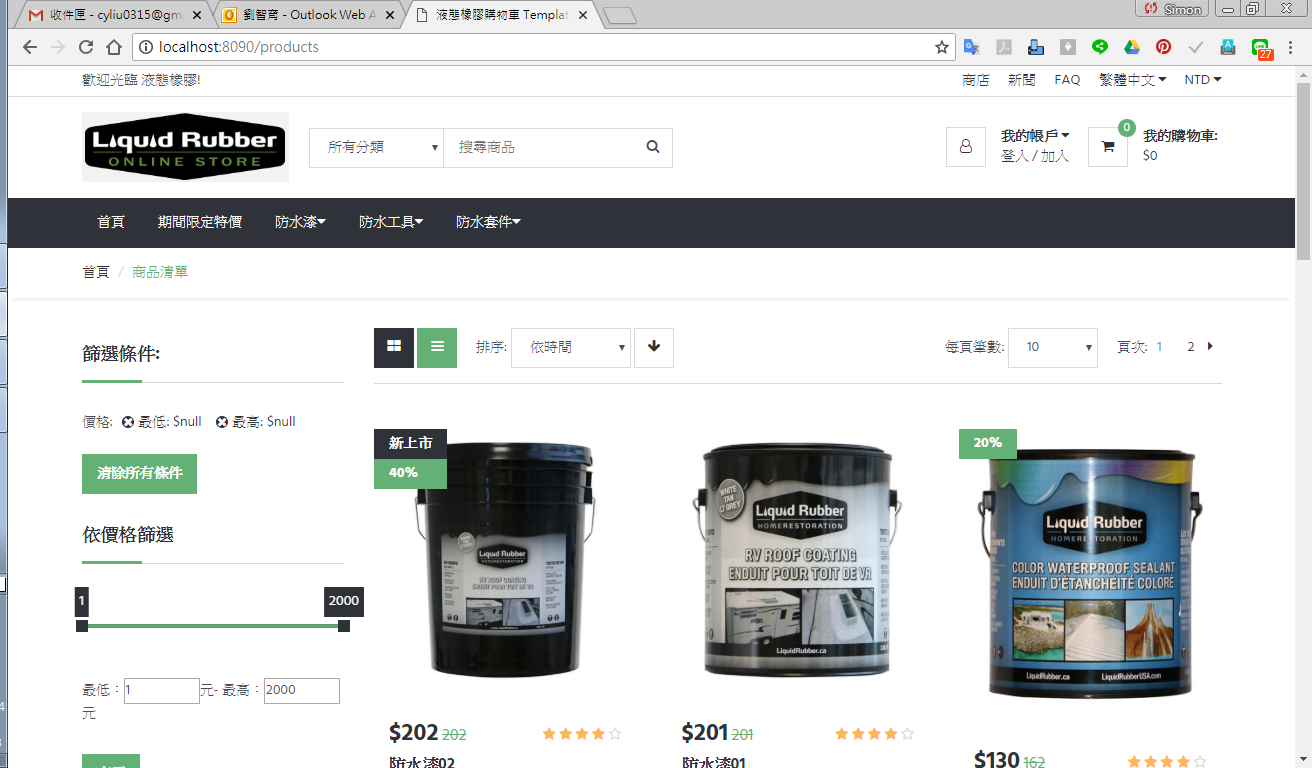 收件匣 - cyliu0315@gm
劉智育 - Outlook Web A
液態橡膠購物車 Templat
Simon
localhost:8090/products
27
歡迎光臨 液態橡膠!
商店 新聞 FAQ 繁體中文 NTD
Liquid Rubber
ONLINE STORE
所有分類 搜尋商品
我的帳戶
登入 / 加入
0
我的購物車:
$0
首頁 期間限定特價 防水漆 防水工具 防水套件
首頁 / 商品清單
篩選條件:
價格: 最低: $null 最高: $null
清除所有條件
依價格篩選
1 2000
最低：1 元- 最高：2000
元
排序: 依時間
每頁筆數: 10 頁次: 1 2
新上市
40%
Liquid Rubber
HOMERESTORATION
RV ROOF COATING
ENDUIT POUR TOIT DE VR
$202 202
防水漆02
WHITE
TAN
LT GREY
Liquid Rubber
HOMERESTORATION
RV ROOF COATING
ENDUIT POUR TOIT DE VR
LiquidRubber.ca
$201 201
防水漆01
20%
Liquid Rubber
HOMERESTORATION
COLOR WATERPROOF SEALANT
ENDUIT D'ÉTANCHÉITÉ COLORÉ
LiquidRubber.ca LiquidRubberUSA.com
$130 162